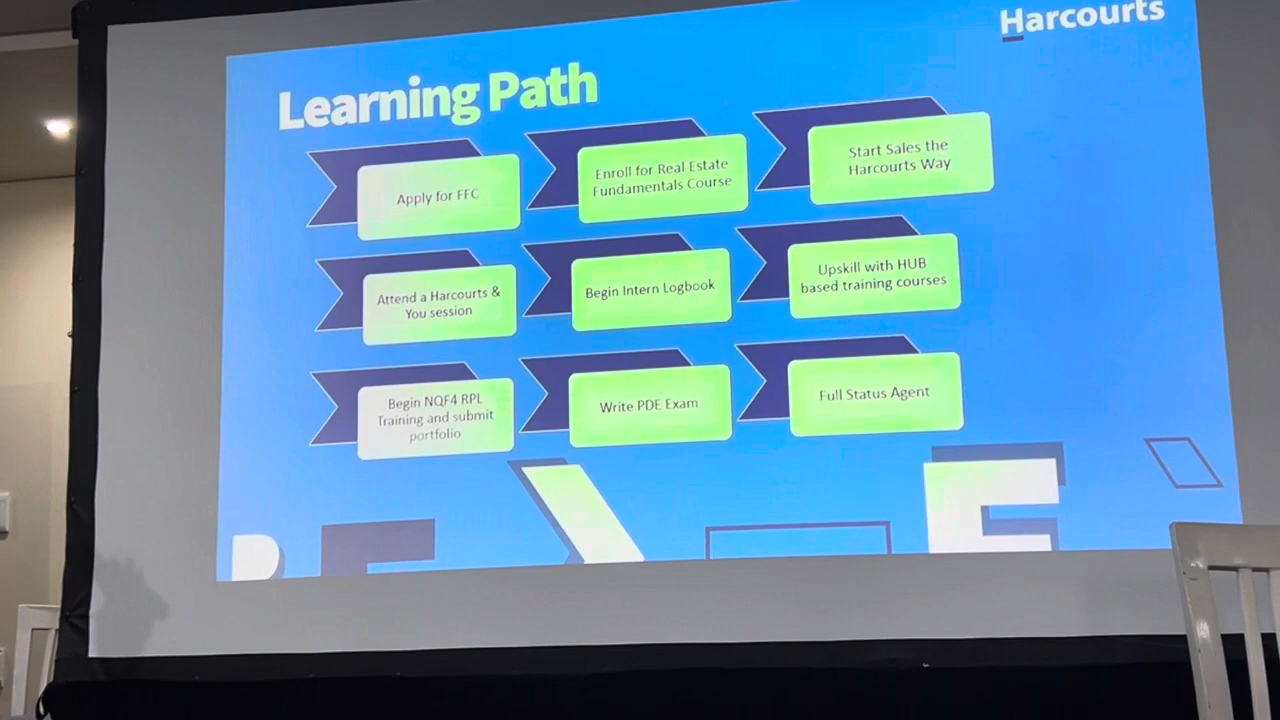 Harcourts
Learning Path
Apply for FFC
Enroll for Real Estate
Fundamentals Course
Start Sales the
Harcourts Way
Attend a Harcourts &
You session
Begin Intern Logbook
Upskill with HUB
based training courses
Begin NQF4 RPL
Training and submit
portfolio
Write PDE Exam
Full Status Agent